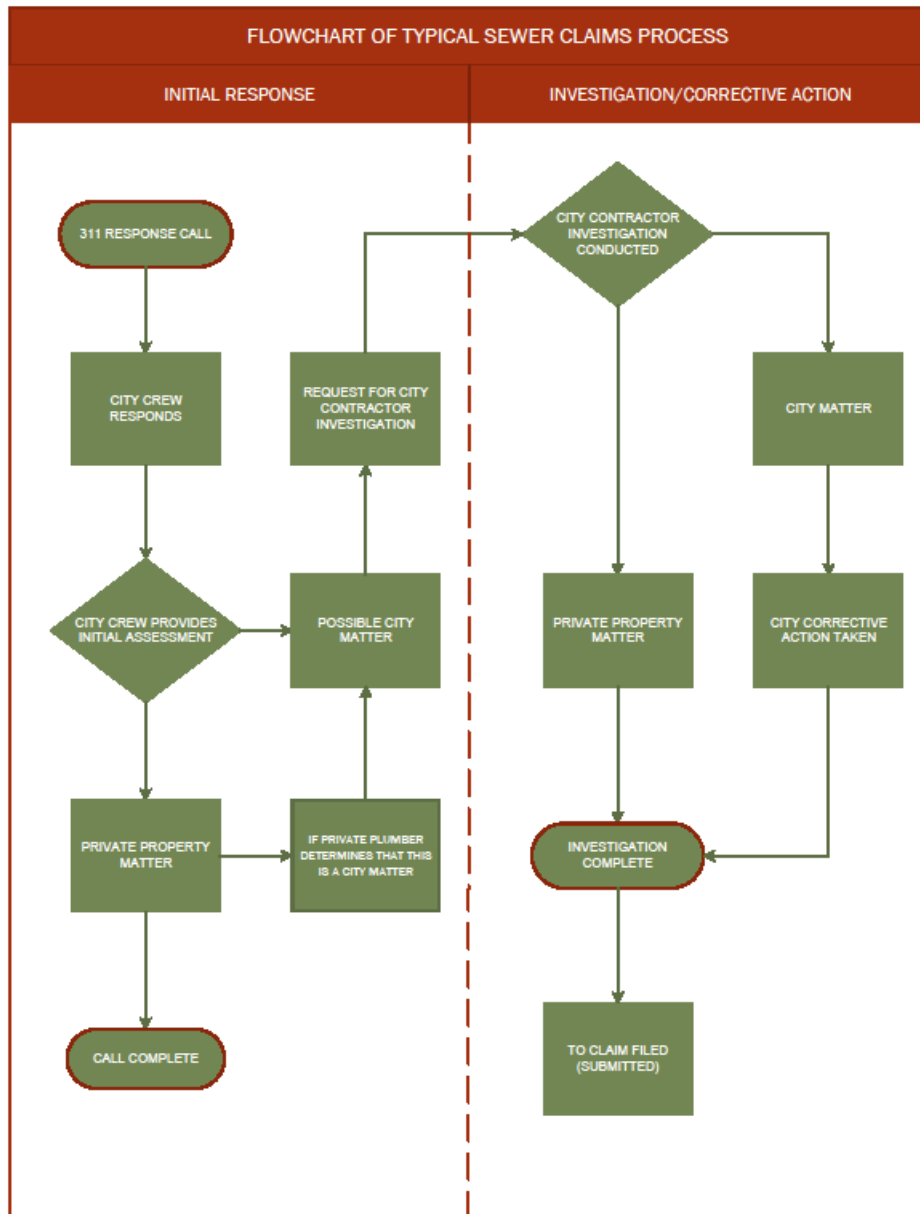 FLOWCHART OF TYPICAL SEWER CLAIMS PROCESS
INITIAL RESPONSE
INVESTIGATION/CORRECTIVE ACTION
311 RESPONSE CALL
CITY CREW
RESPONDS
CITY CREW PROVIDES
INITIAL ASSESSMENT
PRIVATE PROPERTY
MATTER
CALL COMPLETE
REQUEST FOR CITY
CONTRACTOR
INVESTIGATION
POSSIBLE CITY
MATTER
IF PRIVATE PLUMBER
DETERMINES THAT THIS
IS A CITY MATTER
CITY CONTRACTOR
INVESTIGATION
CONDUCTED
CITY MATTER
PRIVATE PROPERTY
MATTER
CITY CORRECTIVE
ACTION TAKEN
INVESTIGATION
COMPLETE
TO CLAIM FILED
(SUBMITTED)